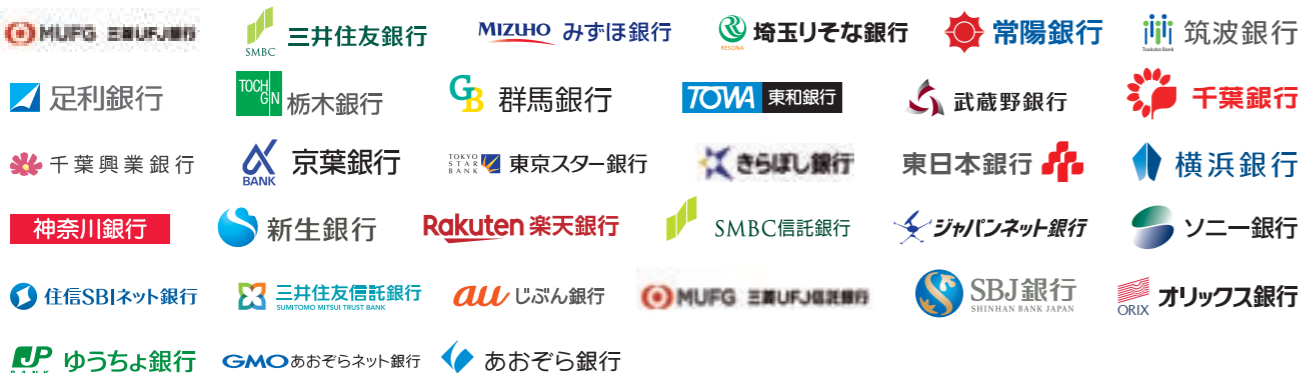 MUFG 三菱UFJ銀行 SMBC 三井住友銀行 MIZUHO みずほ銀行 RESONA 埼玉りそな銀行 常陽銀行 Tsukuba Bank 筑波銀行
足利銀行 TOCHGIN 栃木銀行 GB 群馬銀行 TOWA 東和銀行 武蔵野銀行 千葉銀行
千葉興業銀行 α BANK 京葉銀行 TOKYO STAR BANK 東京スター銀行 きらぼし銀行 東日本銀行 横浜銀行
神奈川銀行 新生銀行 Rakuten 楽天銀行 SMBC信託銀行 ジャパンネット銀行 ソニー銀行
住信SBIネット銀行 三井住友信託銀行 SUMITOMO MITSUI TRUST BANK au じぶん銀行 MUFG 三菱UFJ信託銀行 SBJ銀行 SHINHAN BANK JAPAN ORIX オリックス銀行
JP BANK ゆうちょ銀行 GMOあおぞらネット銀行 あおぞら銀行